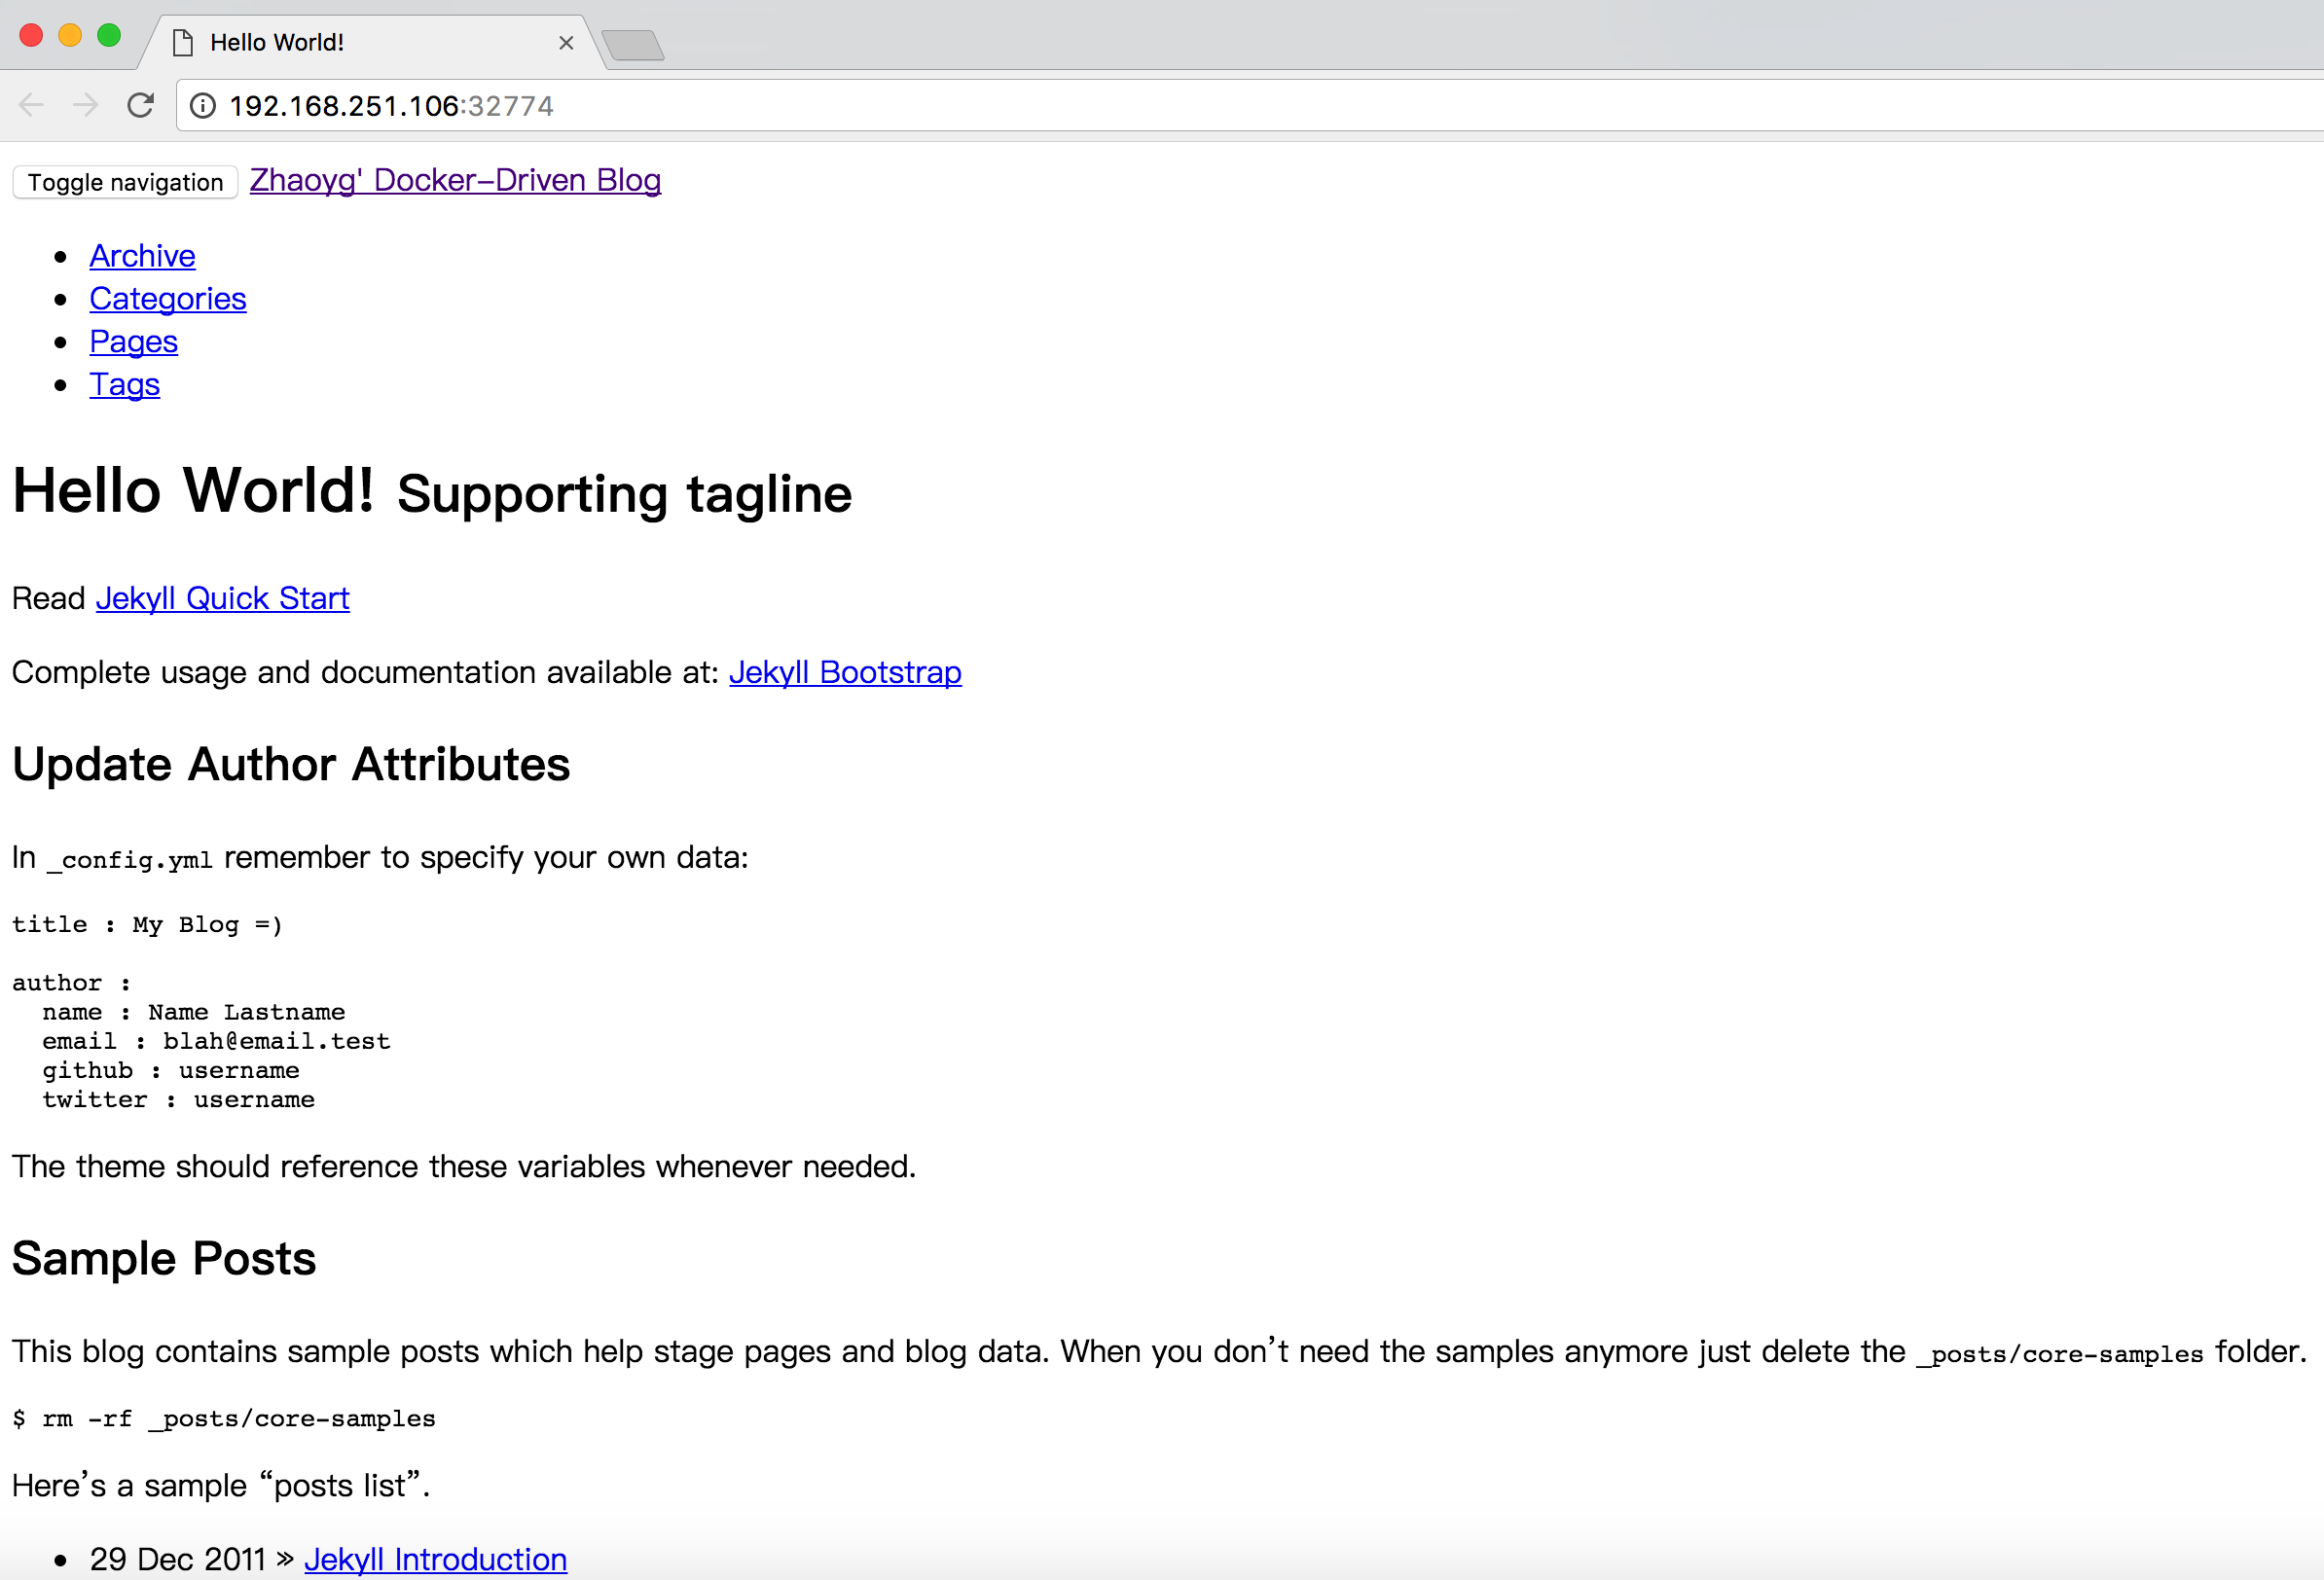 Hello World!
192.168.251.106:32774
Toggle navigation Zhaoyg' Docker-Driven Blog
Archive
Categories
Pages
Tags
Hello World! Supporting tagline
Read Jekyll Quick Start
Complete usage and documentation available at: Jekyll Bootstrap
Update Author Attributes
In _config.yml remember to specify your own data:
title : My Blog =)
author :
  name : Name Lastname
  email : blah@email.test
  github : username
  twitter : username
The theme should reference these variables whenever needed.
Sample Posts
This blog contains sample posts which help stage pages and blog data. When you don’t need the samples anymore just delete the _posts/core-samples folder.
$ rm -rf _posts/core-samples
Here’s a sample “posts list”.
29 Dec 2011 » Jekyll Introduction